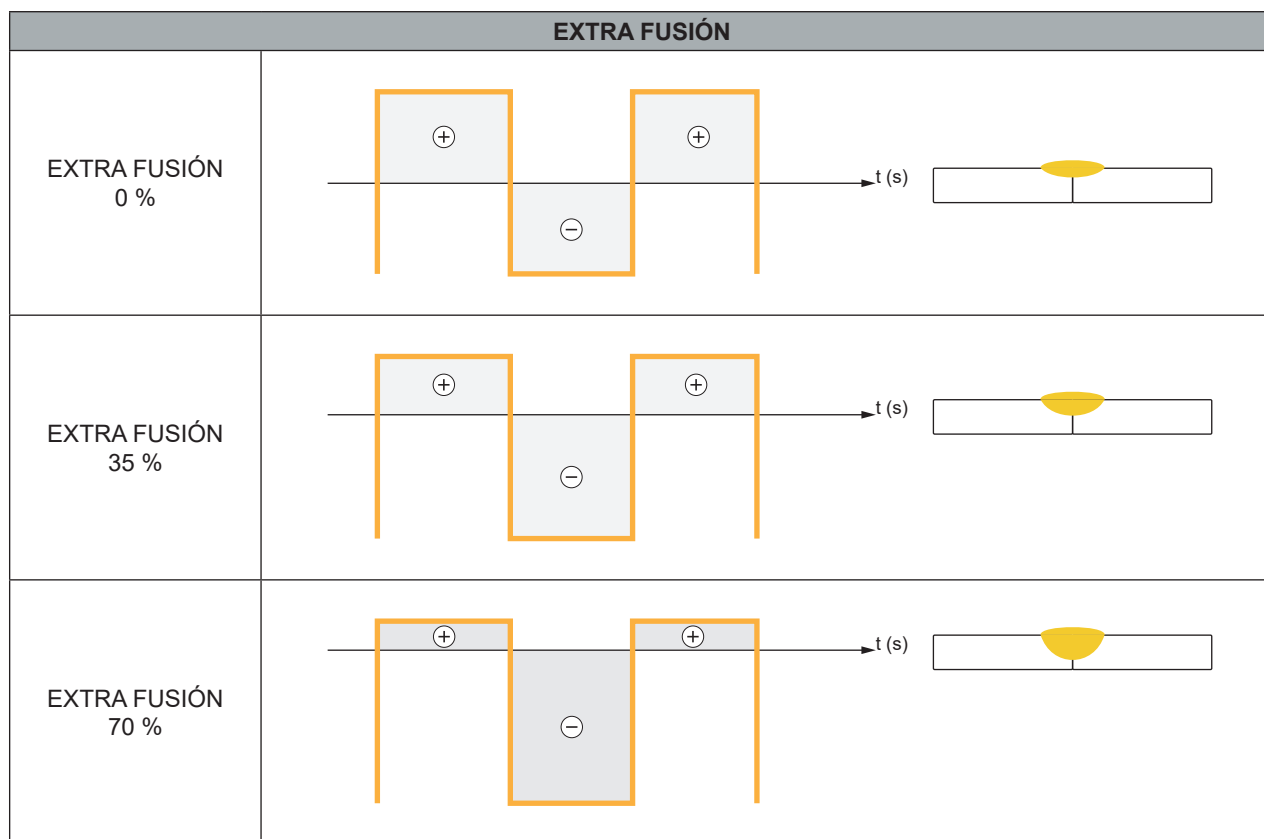 EXTRA FUSIÓN
EXTRA FUSIÓN
0 %
+
+
t (s)
−
EXTRA FUSIÓN
35 %
+
+
t (s)
−
EXTRA FUSIÓN
70 %
+
+
t (s)
−